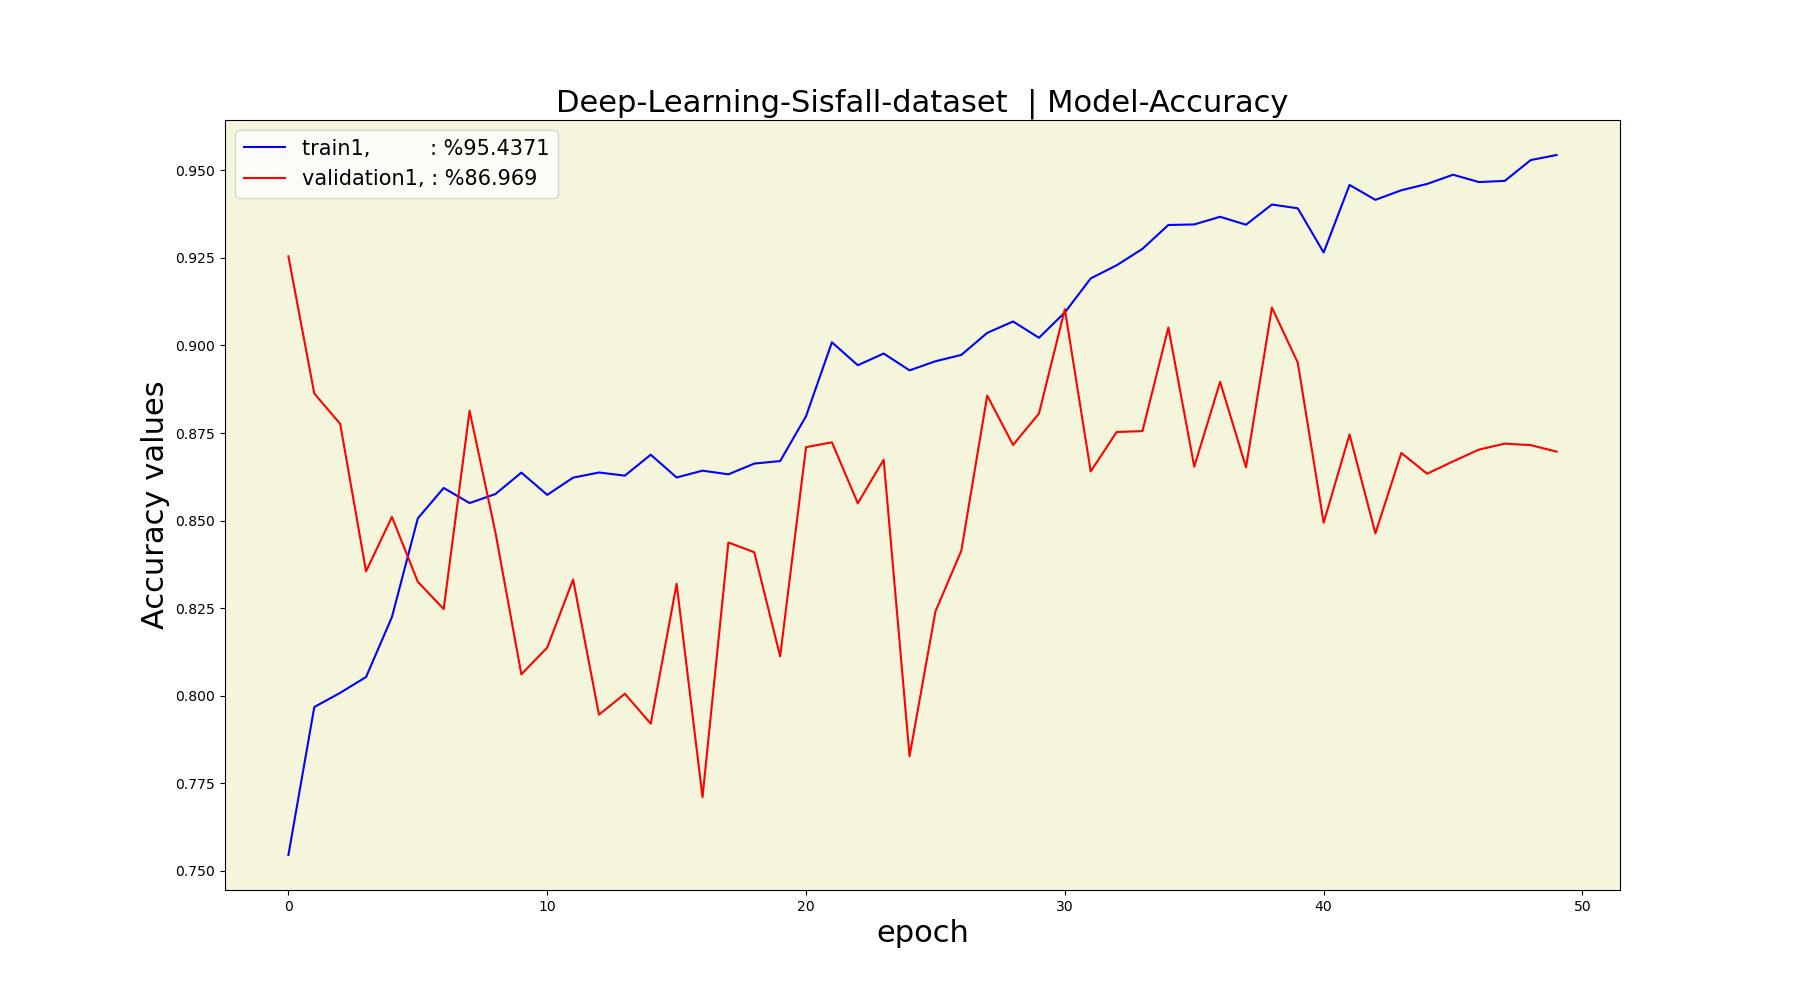 Deep-Learning-Sisfall-dataset  | Model-Accuracy
train1,         : %95.4371
validation1, : %86.969
0.950
0.925
0.900
0.875
0.850
0.825
0.800
0.775
0.750
Accuracy values
0 10 20 30 40 50
epoch